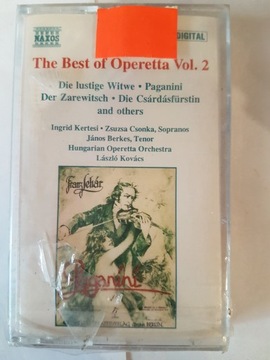 NAXOS
DIGITAL
The Best of Operetta Vol. 2
Die lustige Witwe • Paganini
Der Zarewitsch • Die Csárdásfürstin
and others
Ingrid Kertesi • Zsuzsa Csonka, Sopranos
János Berkes, Tenor
Hungarian Operetta Orchestra
László Kovács
Franz Lehár
Paganini